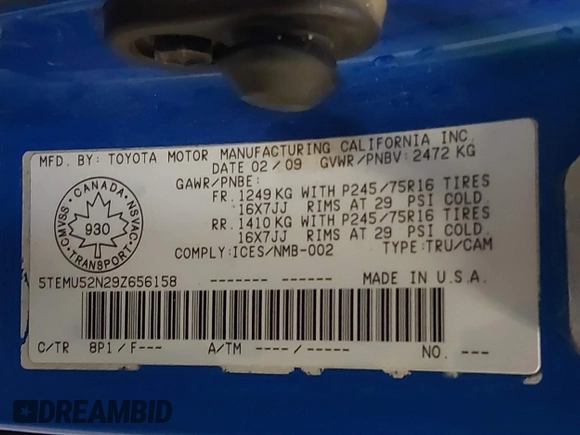 MFD. BY: TOYOTA MOTOR MANUFACTURING CALIFORNIA INC.
DATE 02/09 GVWR/PNBV: 2472 KG
GAWR/PNBE:
FR. 1249 KG WITH P245/75R16 TIRES
16X7JJ RIMS AT 29 PSI COLD.
RR. 1410 KG WITH P245/75R16 TIRES
16X7JJ RIMS AT 29 PSI COLD.
CANADA
CMVSS · NSVAC
930
TRANSPORT
COMPLY: ICES/NMB-002 TYPE: TRU/CAM
5TEMU52N29Z656158 ------- ------ MADE IN U.S.A.
C/TR 8P1/F--- A/TM ----/----- NO. ---
DREAMBID